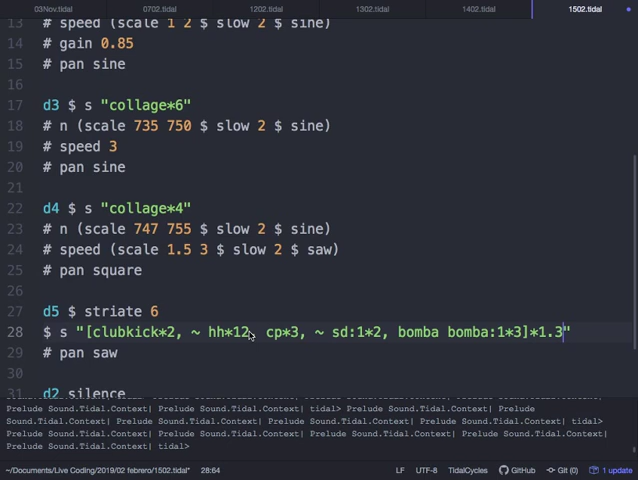 03Nov.tidal 0702.tidal 1202.tidal 1302.tidal 1402.tidal 1502.tidal
13 # speed (scale 1 2 $ slow 2 $ sine)
14 # gain 0.85
15 # pan sine
16
17 d3 $ s "collage*6"
18 # n (scale 735 750 $ slow 2 $ sine)
19 # speed 3
20 # pan sine
21
22 d4 $ s "collage*4"
23 # n (scale 747 755 $ slow 2 $ sine)
24 # speed (scale 1.5 3 $ slow 2 $ saw)
25 # pan square
26
27 d5 $ striate 6
28 $ s "[clubkick*2, ~ hh*12, cp*3, ~ sd:1*2, bomba bomba:1*3]*1.3"
29 # pan saw
30
31 d2 silence
Prelude Sound.Tidal.Context| Prelude Sound.Tidal.Context| tidal> Prelude Sound.Tidal.Context| Prelude
Sound.Tidal.Context| Prelude Sound.Tidal.Context| Prelude Sound.Tidal.Context| Prelude Sound.Tidal.Context| tidal>
Prelude Sound.Tidal.Context| Prelude Sound.Tidal.Context| Prelude Sound.Tidal.Context| Prelude Sound.Tidal.Context|
Prelude Sound.Tidal.Context| tidal>
~/Documents/Live Coding/2019/02 febrero/1502.tidal* 28:64 LF UTF-8 TidalCycles GitHub Git (0) 1 update